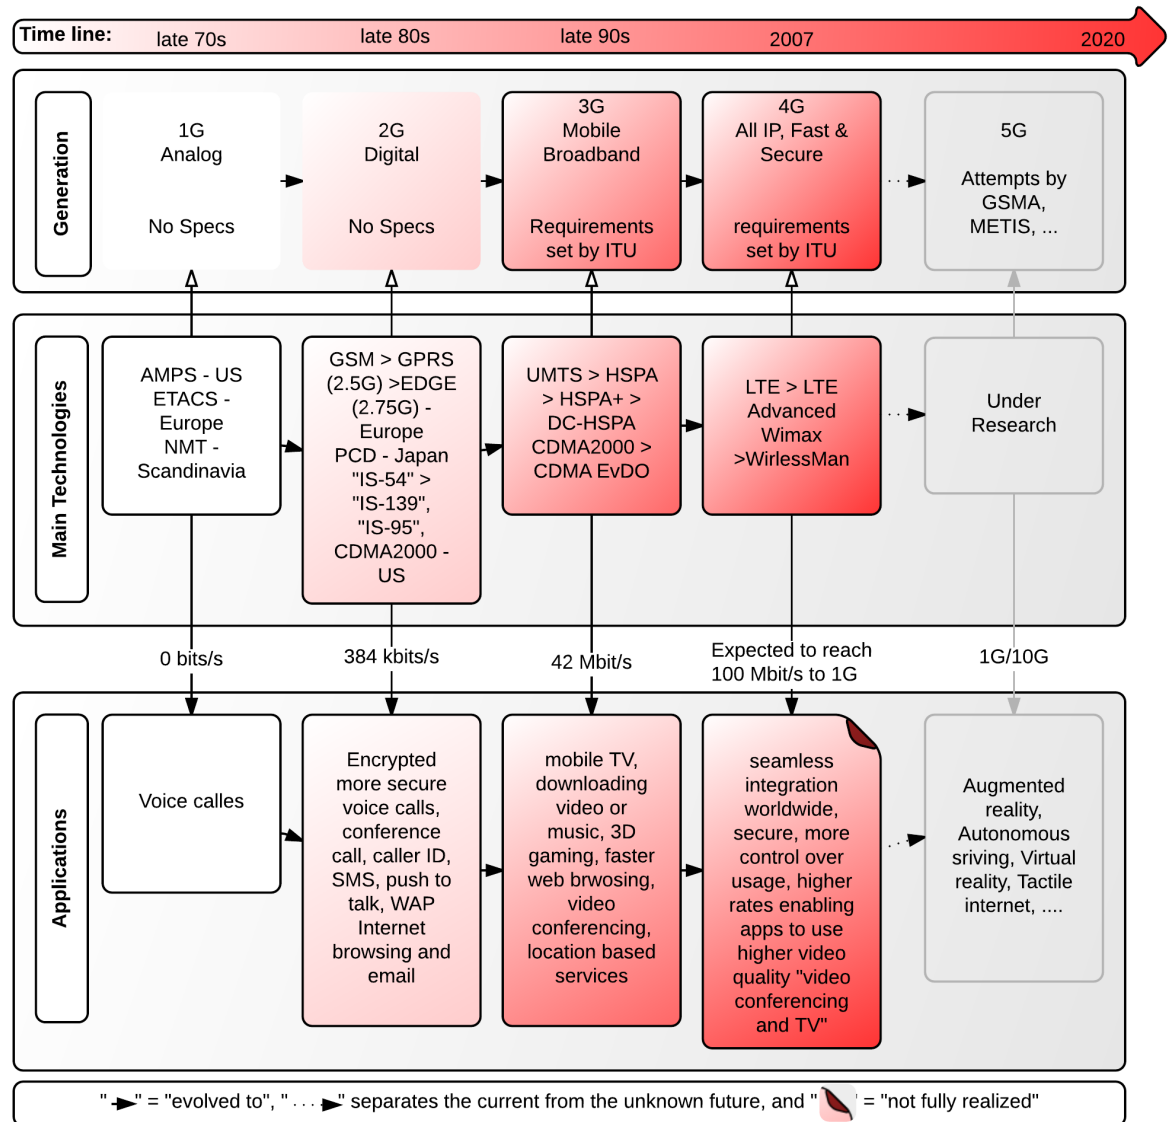 Time line:
late 70s
late 80s
late 90s
2007
2020
Generation
1G
Analog
No Specs
2G
Digital
No Specs
3G
Mobile
Broadband
Requirements
set by ITU
4G
All IP, Fast &
Secure
requirements
set by ITU
5G
Attempts by
GSMA,
METIS, ...
Main Technologies
AMPS - US
ETACS -
Europe
NMT -
Scandinavia
GSM > GPRS
(2.5G) >EDGE
(2.75G) -
Europe
PCD - Japan
"IS-54" >
"IS-139",
"IS-95",
CDMA2000 -
US
UMTS > HSPA
> HSPA+ >
DC-HSPA
CDMA2000 >
CDMA EvDO
LTE > LTE
Advanced
Wimax
>WirlessMan
Under
Research
0 bits/s
384 kbits/s
42 Mbit/s
Expected to reach
100 Mbit/s to 1G
1G/10G
Applications
Voice calles
Encrypted
more secure
voice calls,
conference
call, caller ID,
SMS, push to
talk, WAP
Internet
browsing and
email
mobile TV,
downloading
video or
music, 3D
gaming, faster
web brwosing,
video
conferencing,
location based
services
seamless
integration
worldwide,
secure, more
control over
usage, higher
rates enabling
apps to use
higher video
quality "video
conferencing
and TV"
Augmented
reality,
Autonomous
sriving, Virtual
reality, Tactile
internet, ....
" " = "evolved to", " " separates the current from the unknown future, and " " = "not fully realized"